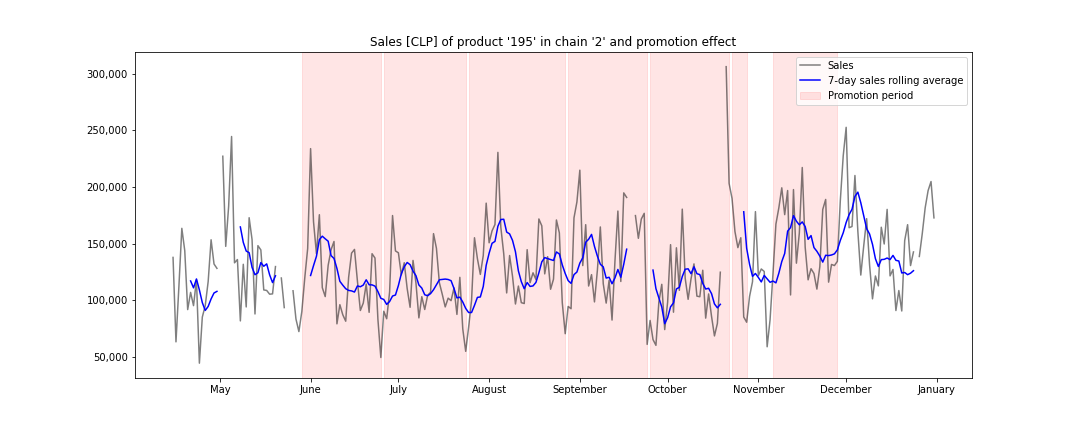 Sales [CLP] of product '195' in chain '2' and promotion effect
300,000
250,000
200,000
150,000
100,000
50,000
Sales
7-day sales rolling average
Promotion period
May June July August September October November December January